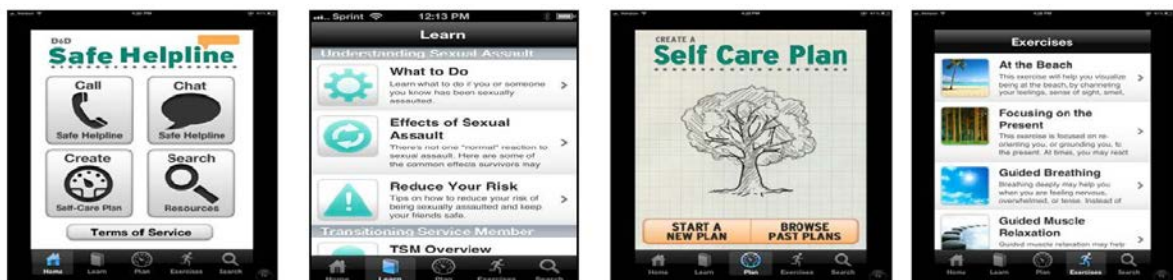 DoD
Safe Helpline
Call
Safe Helpline
Chat
Safe Helpline
Create
Self-Care Plan
Search
Resources
Terms of Service
Home Learn Plan Exercises Search
Sprint 12:13 PM
Learn
Understanding Sexual Assault
What to Do
Learn what to do if you or someone
you know has been sexually
assaulted.
Effects of Sexual
Assault
There's not one "normal" reaction to
sexual assault. Here are some of
the common effects survivors may
Reduce Your Risk
Tips on how to reduce your risk of
being sexually assaulted and keep
your friends safe.
Transitioning Service Member
TSM Overview
Home Learn Plan Exercises Search
CREATE A
Self Care Plan
START A
NEW PLAN
BROWSE
PAST PLANS
Home Learn Plan Exercises Search
Exercises
At the Beach
This exercise will help you visualize
being at the beach, by channeling
your feelings, sense of sight, smell,
Focusing on the
Present
This exercise is focused on re-
orienting you, or grounding you, to
the present. At times, you may react
Guided Breathing
Breathing deeply may help you
when you are feeling nervous,
overwhelmed, or tense. Instead of
Guided Muscle
Relaxation
Guided muscle relaxation may help
Home Learn Plan Exercises Search